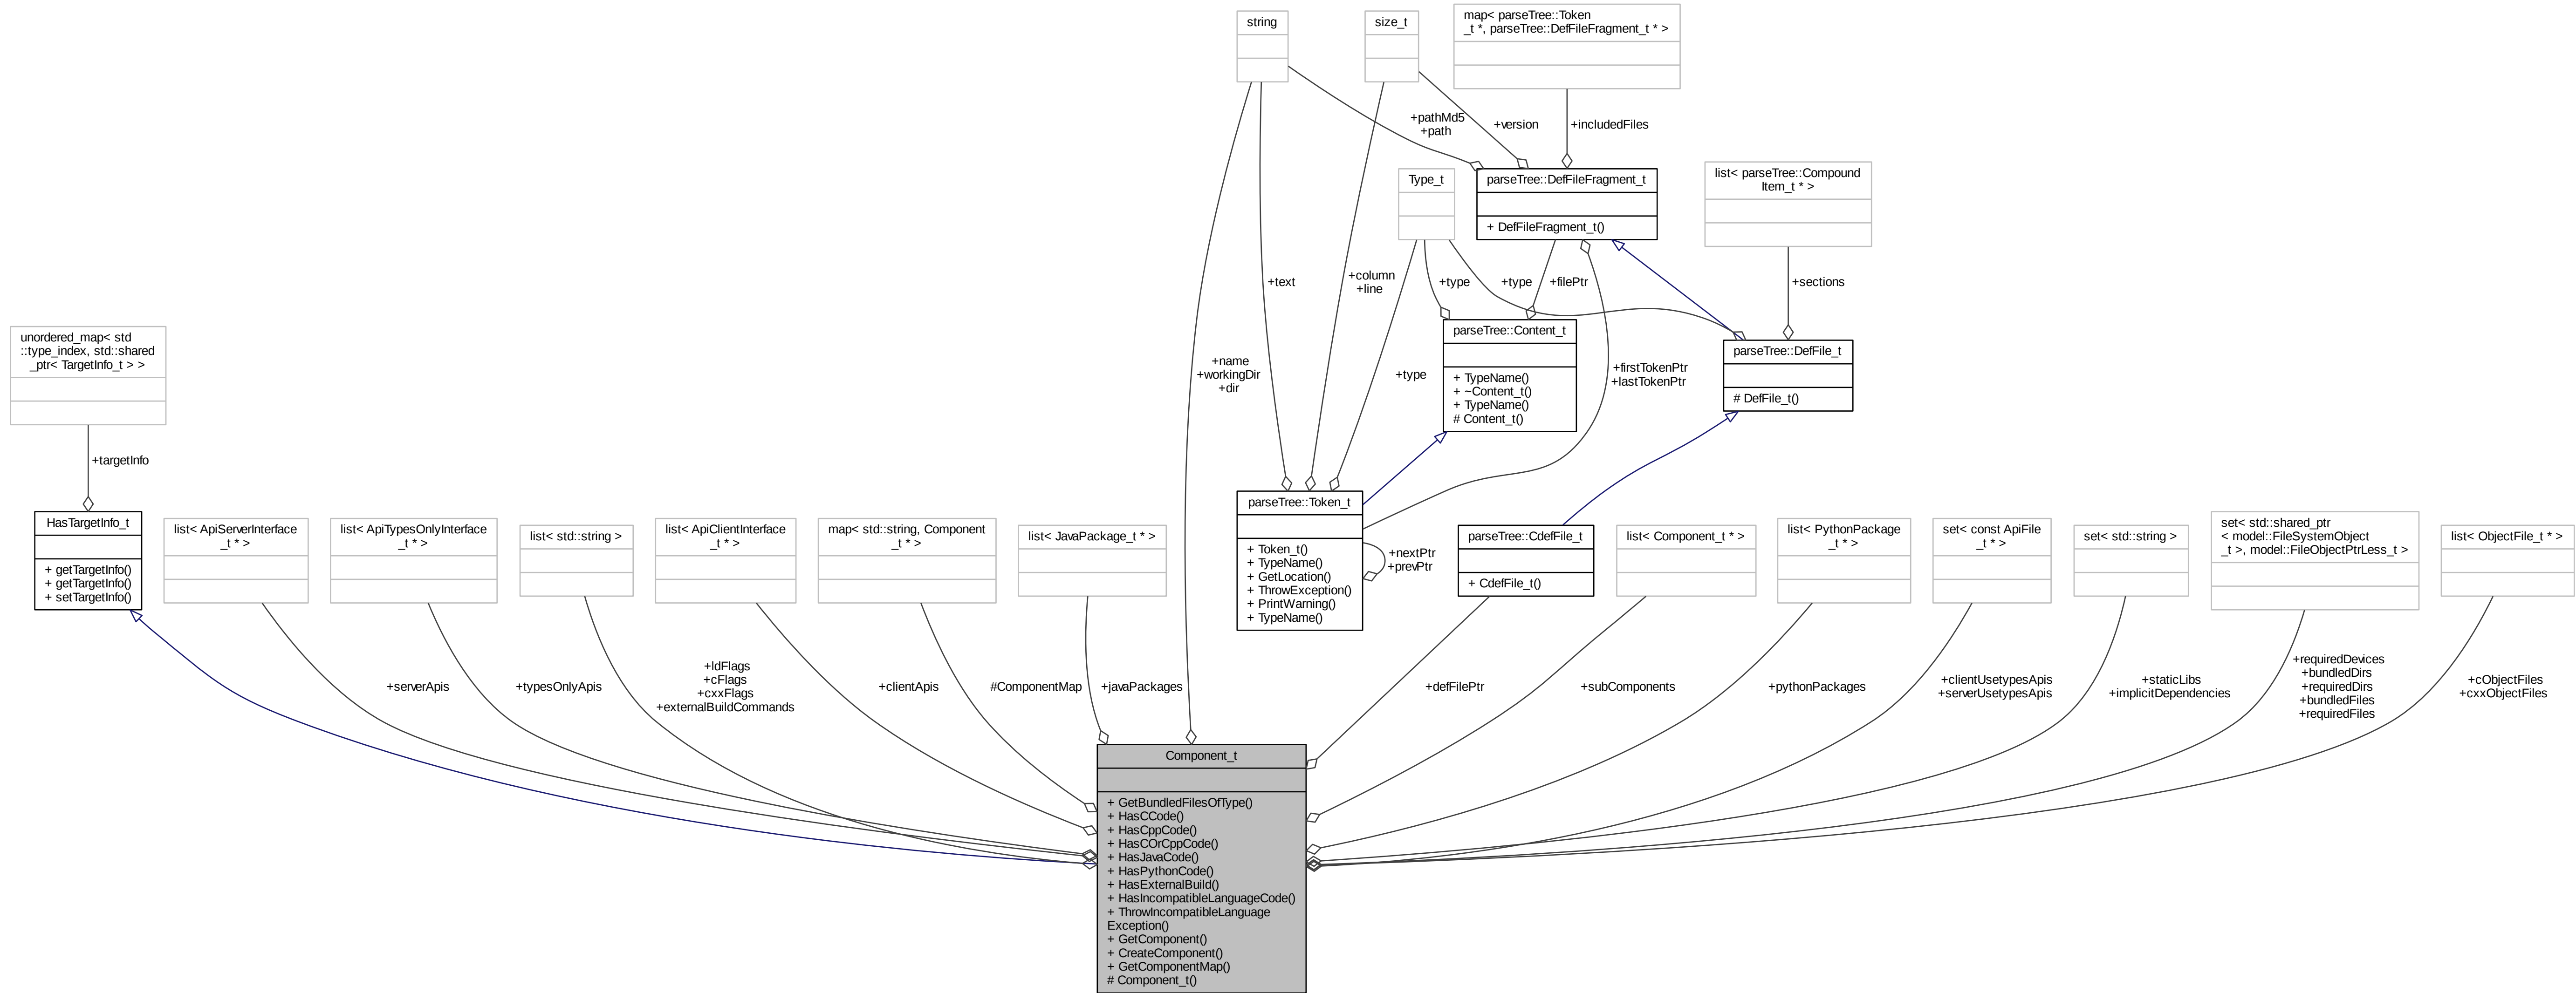 string
size_t
map< parseTree::Token
_t *, parseTree::DefFileFragment_t * >
+pathMd5
+path
+version
+includedFiles
Type_t
parseTree::DefFileFragment_t
+ DefFileFragment_t()
list< parseTree::Compound
Item_t * >
+text
+column
+line
+type
+type
+filePtr
+sections
unordered_map< std
::type_index, std::shared
_ptr< TargetInfo_t > >
parseTree::Content_t
+ TypeName()
+ ~Content_t()
+ TypeName()
# Content_t()
parseTree::DefFile_t
# DefFile_t()
+name
+workingDir
+dir
+type
+firstTokenPtr
+lastTokenPtr
+targetInfo
HasTargetInfo_t
+ getTargetInfo()
+ getTargetInfo()
+ setTargetInfo()
list< ApiServerInterface
_t * >
list< ApiTypesOnlyInterface
_t * >
list< std::string >
list< ApiClientInterface
_t * >
map< std::string, Component
_t * >
list< JavaPackage_t * >
parseTree::Token_t
+ Token_t()
+ TypeName()
+ GetLocation()
+ ThrowException()
+ PrintWarning()
+ TypeName()
+nextPtr
+prevPtr
parseTree::CdefFile_t
+ CdefFile_t()
list< Component_t * >
list< PythonPackage
_t * >
set< const ApiFile
_t * >
set< std::string >
set< std::shared_ptr
< model::FileSystemObject
_t >, model::FileObjectPtrLess_t >
list< ObjectFile_t * >
+serverApis
+typesOnlyApis
+ldFlags
+cFlags
+cxxFlags
+externalBuildCommands
+clientApis
#ComponentMap
+javaPackages
+defFilePtr
+subComponents
+pythonPackages
+clientUsetypesApis
+serverUsetypesApis
+staticLibs
+implicitDependencies
+requiredDevices
+bundledDirs
+requiredDirs
+bundledFiles
+requiredFiles
+cObjectFiles
+cxxObjectFiles
Component_t
+ GetBundledFilesOfType()
+ HasCCode()
+ HasCppCode()
+ HasCOrCppCode()
+ HasJavaCode()
+ HasPythonCode()
+ HasExternalBuild()
+ HasIncompatibleLanguageCode()
+ ThrowIncompatibleLanguage
Exception()
+ GetComponent()
+ CreateComponent()
+ GetComponentMap()
# Component_t()